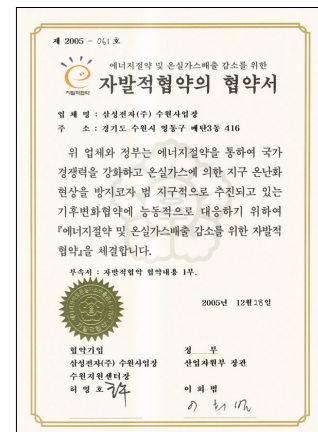 제 2005 - 061 호
에너지절약 및 온실가스배출 감소를 위한
자발적협약의 협약서
자발적협약
업 체 명 : 삼성전자(주) 수원사업장
주 소 : 경기도 수원시 영통구 매탄3동 416
위 업체와 정부는 에너지절약을 통하여 국가
경쟁력을 강화하고 온실가스에 의한 지구 온난화
현상을 방지코자 범 지구적으로 추진되고 있는
기후변화협약에 능동적으로 대응하기 위하여
『에너지절약 및 온실가스배출 감소를 위한 자발적
협약』을 체결합니다.
부속서 : 자발적협약 협약내용 1부.
2005년 12월 28일
협약기업
삼성전자(주) 수원사업장
수원지원센터장
허 영 호
정 부
산업자원부 장관
이 희 범
이 희 범